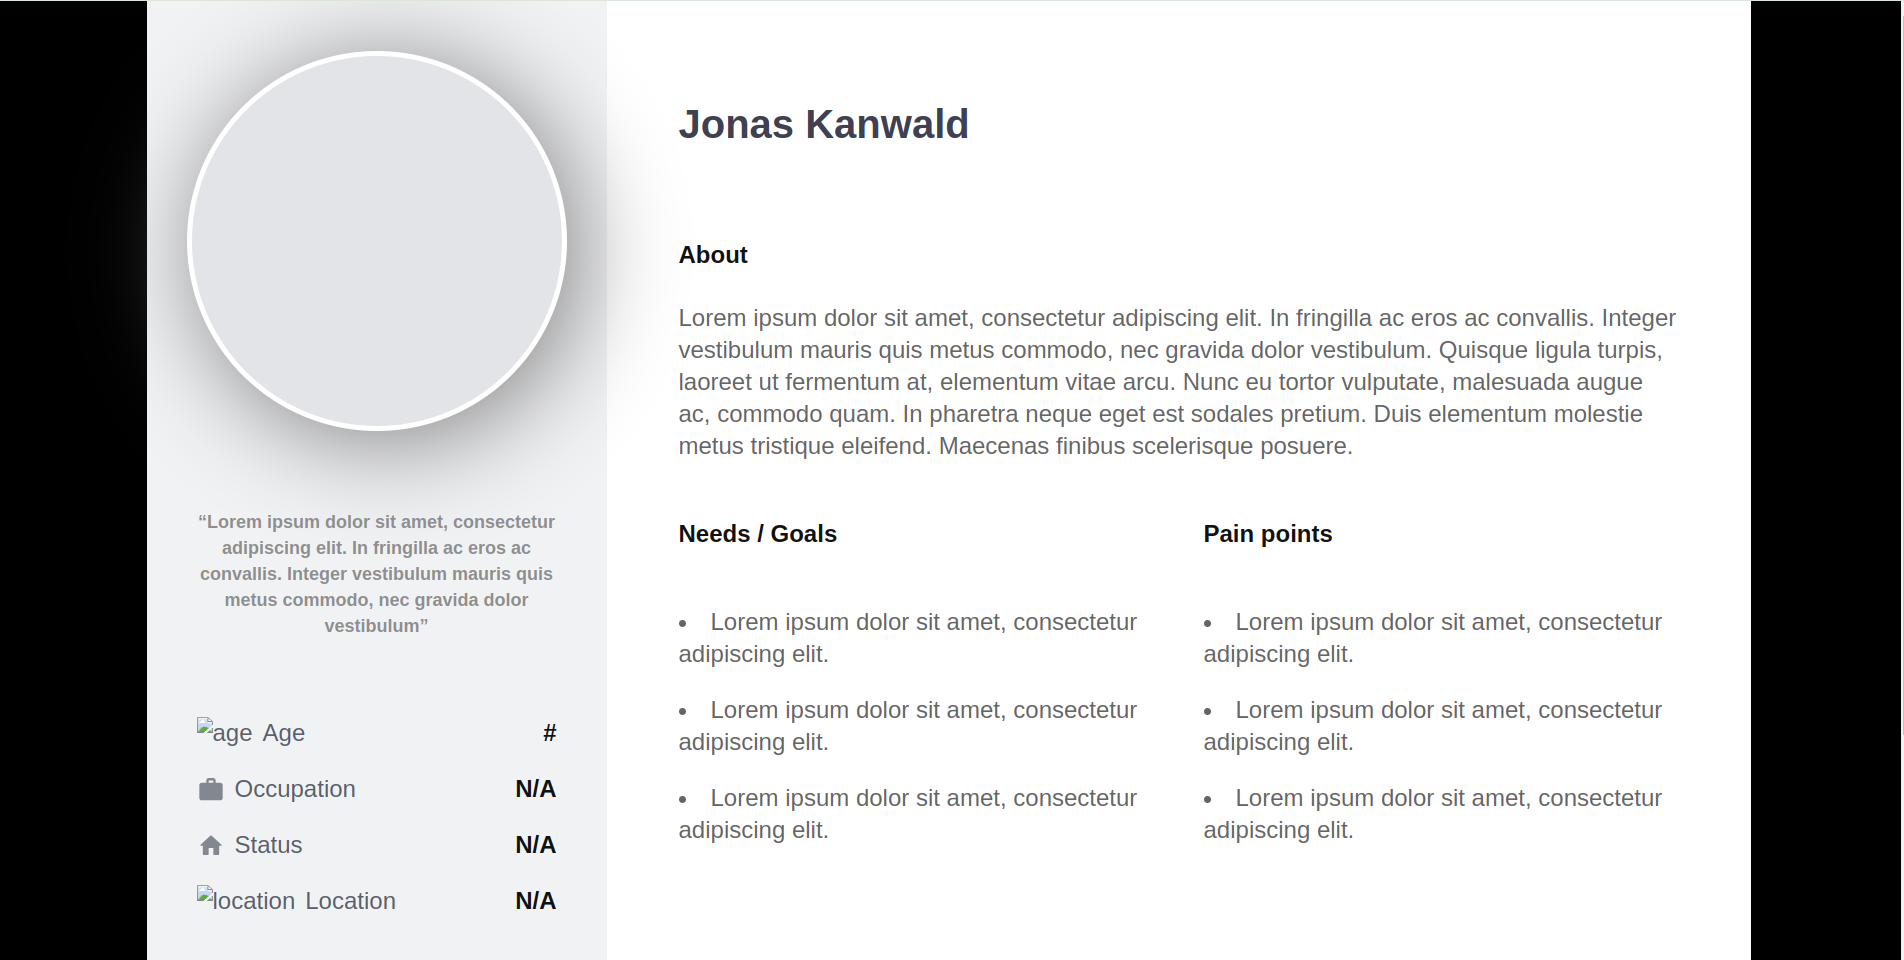 Jonas Kanwald
About
Lorem ipsum dolor sit amet, consectetur adipiscing elit. In fringilla ac eros ac convallis. Integer
vestibulum mauris quis metus commodo, nec gravida dolor vestibulum. Quisque ligula turpis,
laoreet ut fermentum at, elementum vitae arcu. Nunc eu tortor vulputate, malesuada augue
ac, commodo quam. In pharetra neque eget est sodales pretium. Duis elementum molestie
metus tristique eleifend. Maecenas finibus scelerisque posuere.
“Lorem ipsum dolor sit amet, consectetur
adipiscing elit. In fringilla ac eros ac
convallis. Integer vestibulum mauris quis
metus commodo, nec gravida dolor
vestibulum”
age Age #
Occupation N/A
Status N/A
location Location N/A
Needs / Goals
• Lorem ipsum dolor sit amet, consectetur
adipiscing elit.
• Lorem ipsum dolor sit amet, consectetur
adipiscing elit.
• Lorem ipsum dolor sit amet, consectetur
adipiscing elit.
Pain points
• Lorem ipsum dolor sit amet, consectetur
adipiscing elit.
• Lorem ipsum dolor sit amet, consectetur
adipiscing elit.
• Lorem ipsum dolor sit amet, consectetur
adipiscing elit.